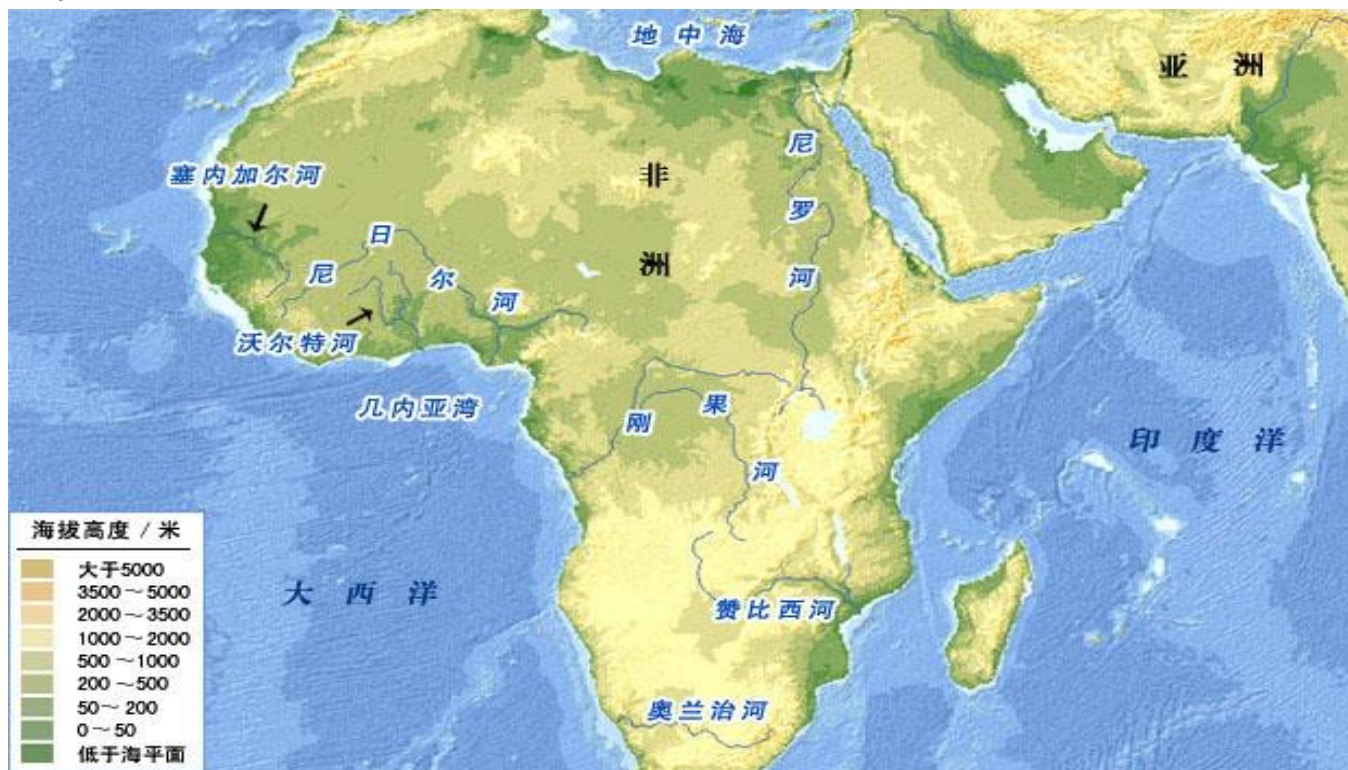 地中海
亚洲
塞内加尔河
非洲
尼罗河
尼日尔河
沃尔特河
几内亚湾
刚果河
印度洋
大西洋
赞比西河
奥兰治河
海拔高度 / 米
大于5000
3500～5000
2000～3500
1000～2000
500～1000
200～500
50～200
0～50
低于海平面